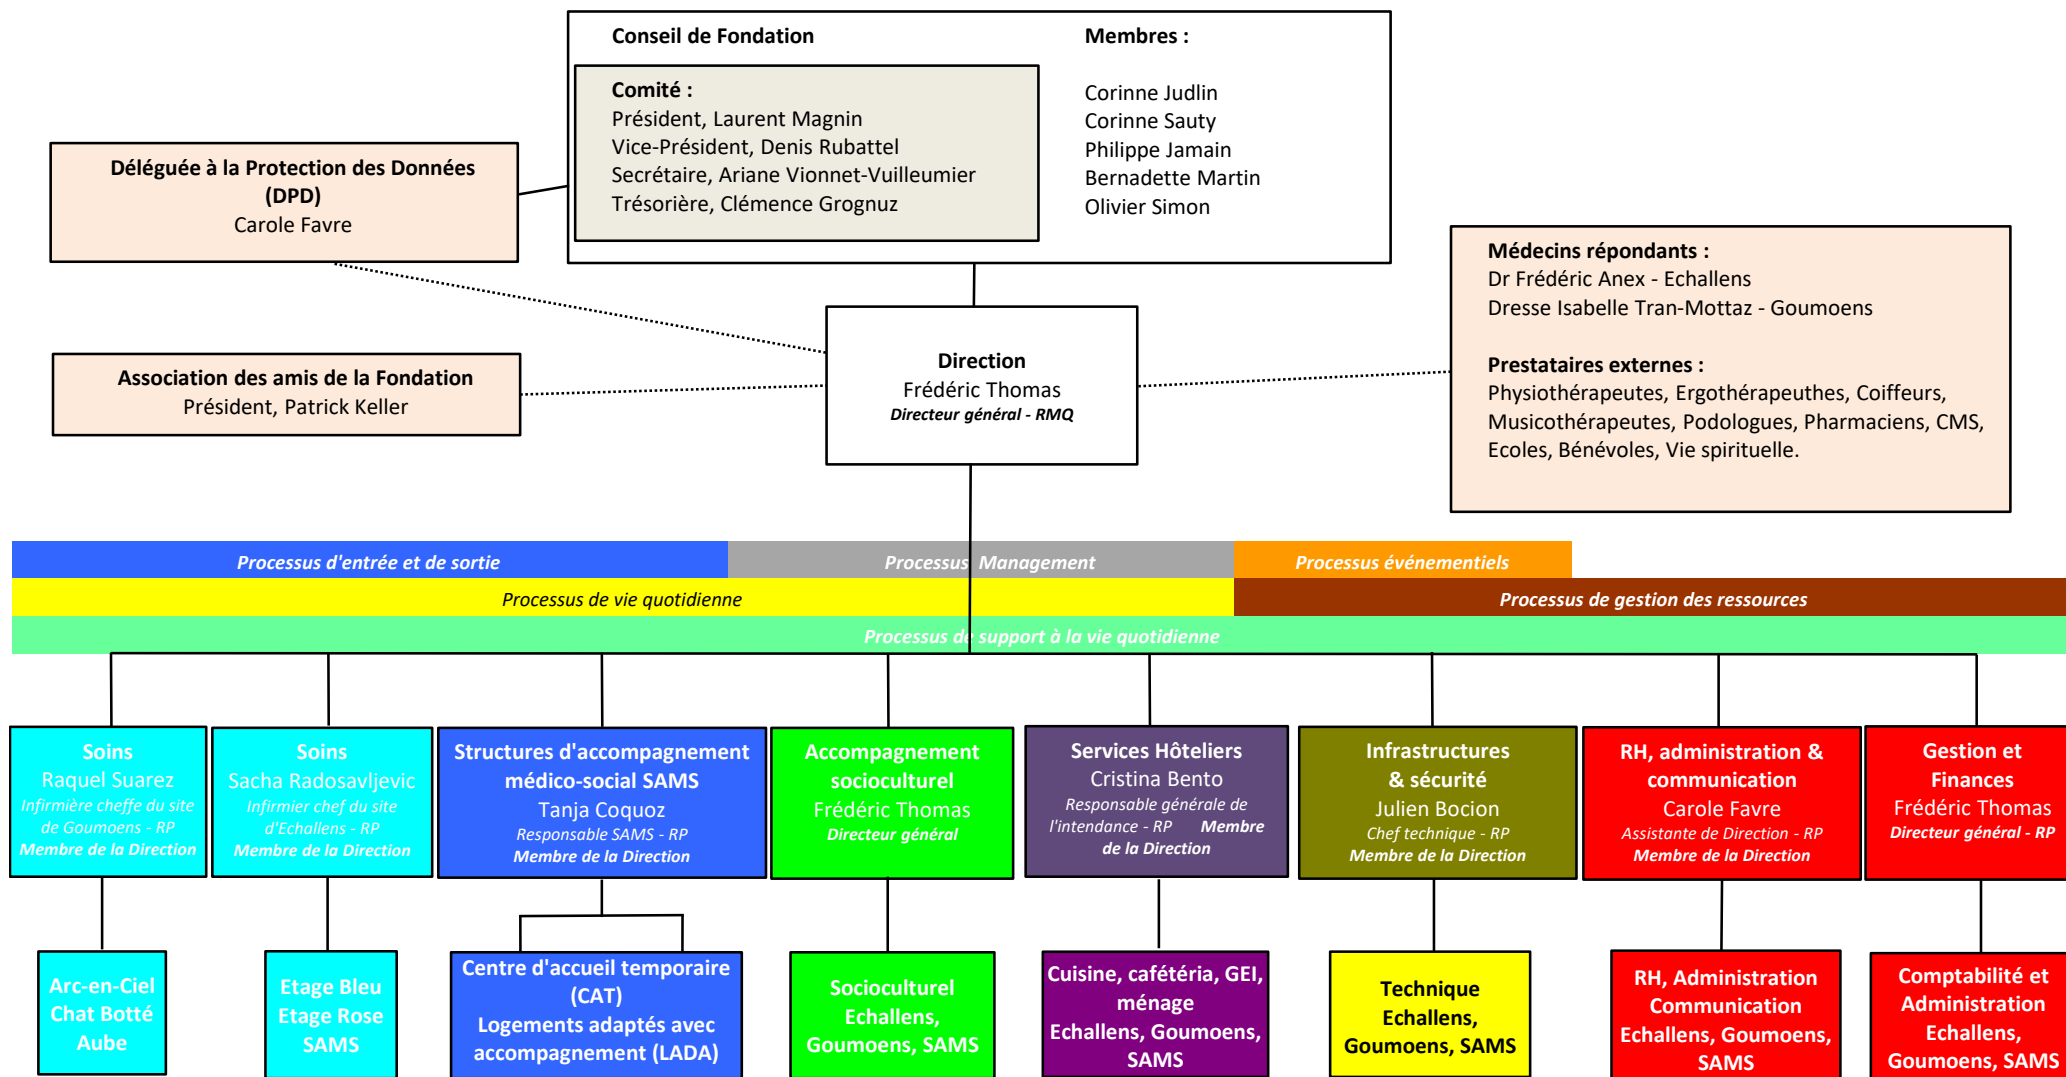 Conseil de Fondation
Comité :
Président, Laurent Magnin
Vice-Président, Denis Rubattel
Secrétaire, Ariane Vionnet-Vuilleumier
Trésorière, Clémence Grognuz
Membres :
Corinne Judlin
Corinne Sauty
Philippe Jamain
Bernadette Martin
Olivier Simon
Déléguée à la Protection des Données
(DPD)
Carole Favre
Médecins répondants :
Dr Frédéric Anex - Echallens
Dresse Isabelle Tran-Mottaz - Goumoens
Prestataires externes :
Physiothérapeutes, Ergothérapeuthes, Coiffeurs,
Musicothérapeutes, Podologues, Pharmaciens, CMS,
Ecoles, Bénévoles, Vie spirituelle.
Direction
Frédéric Thomas
Directeur général - RMQ
Association des amis de la Fondation
Président, Patrick Keller
Processus d'entrée et de sortie
Processus Management
Processus événementiels
Processus de vie quotidienne
Processus de gestion des ressources
Processus de support à la vie quotidienne
Soins
Raquel Suarez
Infirmière cheffe du site
de Goumoens - RP
Membre de la Direction
Soins
Sacha Radosavljevic
Infirmier chef du site
d'Echallens - RP
Membre de la Direction
Structures d'accompagnement
médico-social SAMS
Tanja Coquoz
Responsable SAMS - RP
Membre de la Direction
Accompagnement
socioculturel
Frédéric Thomas
Directeur général
Services Hôteliers
Cristina Bento
Responsable générale de
l'intendance - RP Membre
de la Direction
Infrastructures
& sécurité
Julien Bocion
Chef technique - RP
Membre de la Direction
RH, administration &
communication
Carole Favre
Assistante de Direction - RP
Membre de la Direction
Gestion et
Finances
Frédéric Thomas
Directeur général - RP
Arc-en-Ciel
Chat Botté
Aube
Etage Bleu
Etage Rose
SAMS
Centre d'accueil temporaire
(CAT)
Logements adaptés avec
accompagnement (LADA)
Socioculturel
Echallens,
Goumoens, SAMS
Cuisine, cafétéria, GEI,
ménage
Echallens, Goumoens,
SAMS
Technique
Echallens,
Goumoens, SAMS
RH, Administration
Communication
Echallens, Goumoens,
SAMS
Comptabilité et
Administration
Echallens,
Goumoens, SAMS